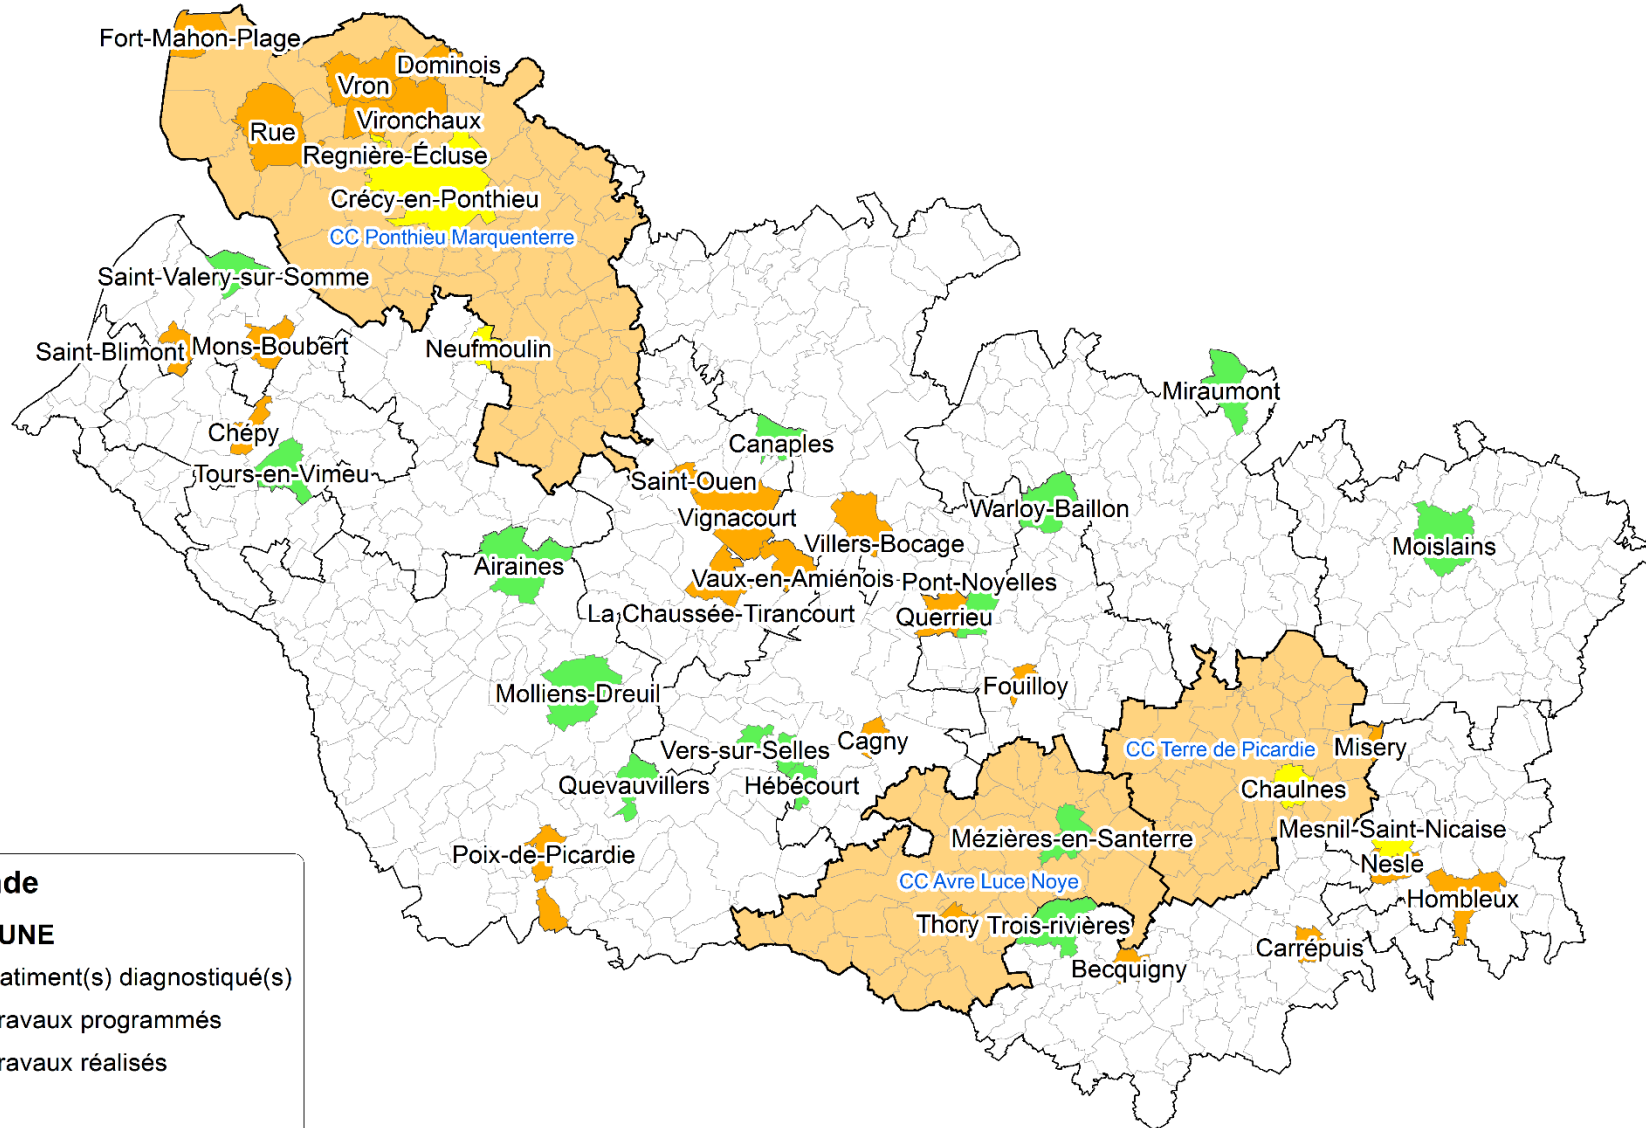 Fort-Mahon-Plage
Dominois
Vron
Vironchaux
Rue
Regnière-Écluse
Crécy-en-Ponthieu
CC Ponthieu Marquenterre
Saint-Valery-sur-Somme
Saint-Blimont
Mons-Boubert
Neufmoulin
Miraumont
Chépy
Canaples
Tours-en-Vimeu
Saint-Ouen
Vignacourt
Warloy-Baillon
Villers-Bocage
Moislains
Airaines
Vaux-en-Amiénois
Pont-Noyelles
La Chaussée-Tirancourt
Querrieu
Molliens-Dreuil
Fouilloy
Vers-sur-Selles
Cagny
CC Terre de Picardie
Misery
Quevauvillers
Hébécourt
Chaulnes
Mézières-en-Santerre
Mesnil-Saint-Nicaise
Poix-de-Picardie
Nesle
CC Avre Luce Noye
Hombleux
Thory
Trois-rivières
Carrépuis
Becquigny
nde
UNE
atiment(s) diagnostiqué(s)
ravaux programmés
ravaux réalisés